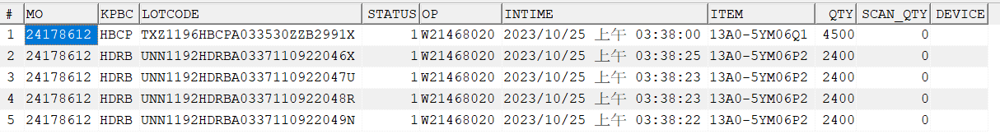 # MO KPBC LOTCODE STATUS OP INTIME ITEM QTY SCAN_QTY DEVICE
1 24178612 HBCP TXZ1196HBCPA033530ZZB2991X 1 W21468020 2023/10/25 上午 03:38:00 13A0-5YM06Q1 4500 0
2 24178612 HDRB UNN1192HDRBA0337110922046X 1 W21468020 2023/10/25 上午 03:38:25 13A0-5YM06P2 2400 0
3 24178612 HDRB UNN1192HDRBA0337110922047U 1 W21468020 2023/10/25 上午 03:38:23 13A0-5YM06P2 2400 0
4 24178612 HDRB UNN1192HDRBA0337110922048R 1 W21468020 2023/10/25 上午 03:38:23 13A0-5YM06P2 2400 0
5 24178612 HDRB UNN1192HDRBA0337110922049N 1 W21468020 2023/10/25 上午 03:38:22 13A0-5YM06P2 2400 0